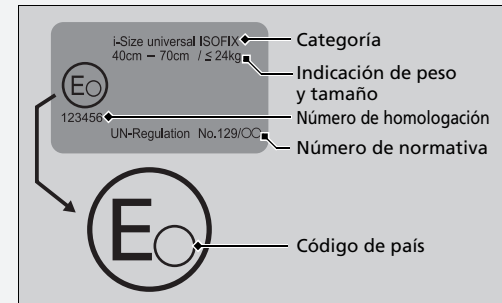 i-Size universal ISOFIX
40cm – 70cm / ≤ 24kg
E
123456
UN-Regulation No.129/○○
Categoría
Indicación de peso
y tamaño
Número de homologación
Número de normativa
E
Código de país